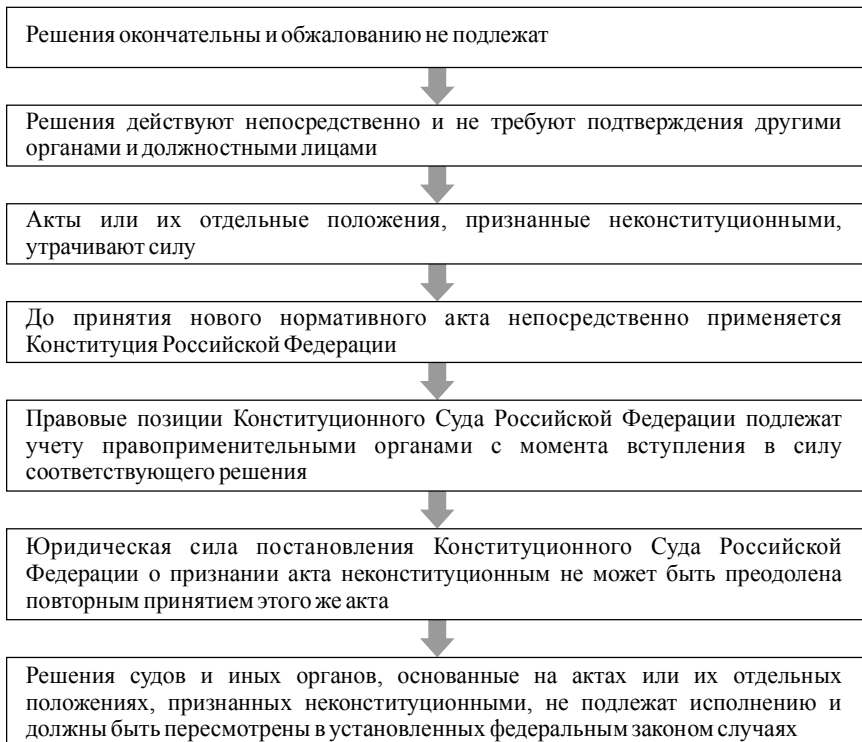 Решения окончательны и обжалованию не подлежат
Решения действуют непосредственно и не требуют подтверждения другими
органами и должностными лицами
Акты или их отдельные положения, признанные неконституционными,
утрачивают силу
До принятия нового нормативного акта непосредственно применяется
Конституция Российской Федерации
Правовые позиции Конституционного Суда Российской Федерации подлежат
учету правоприменительными органами с момента вступления в силу
соответствующего решения
Юридическая сила постановления Конституционного Суда Российской
Федерации о признании акта неконституционным не может быть преодолена
повторным принятием этого же акта
Решения судов и иных органов, основанные на актах или их отдельных
положениях, признанных неконституционными, не подлежат исполнению и
должны быть пересмотрены в установленных федеральным законом случаях